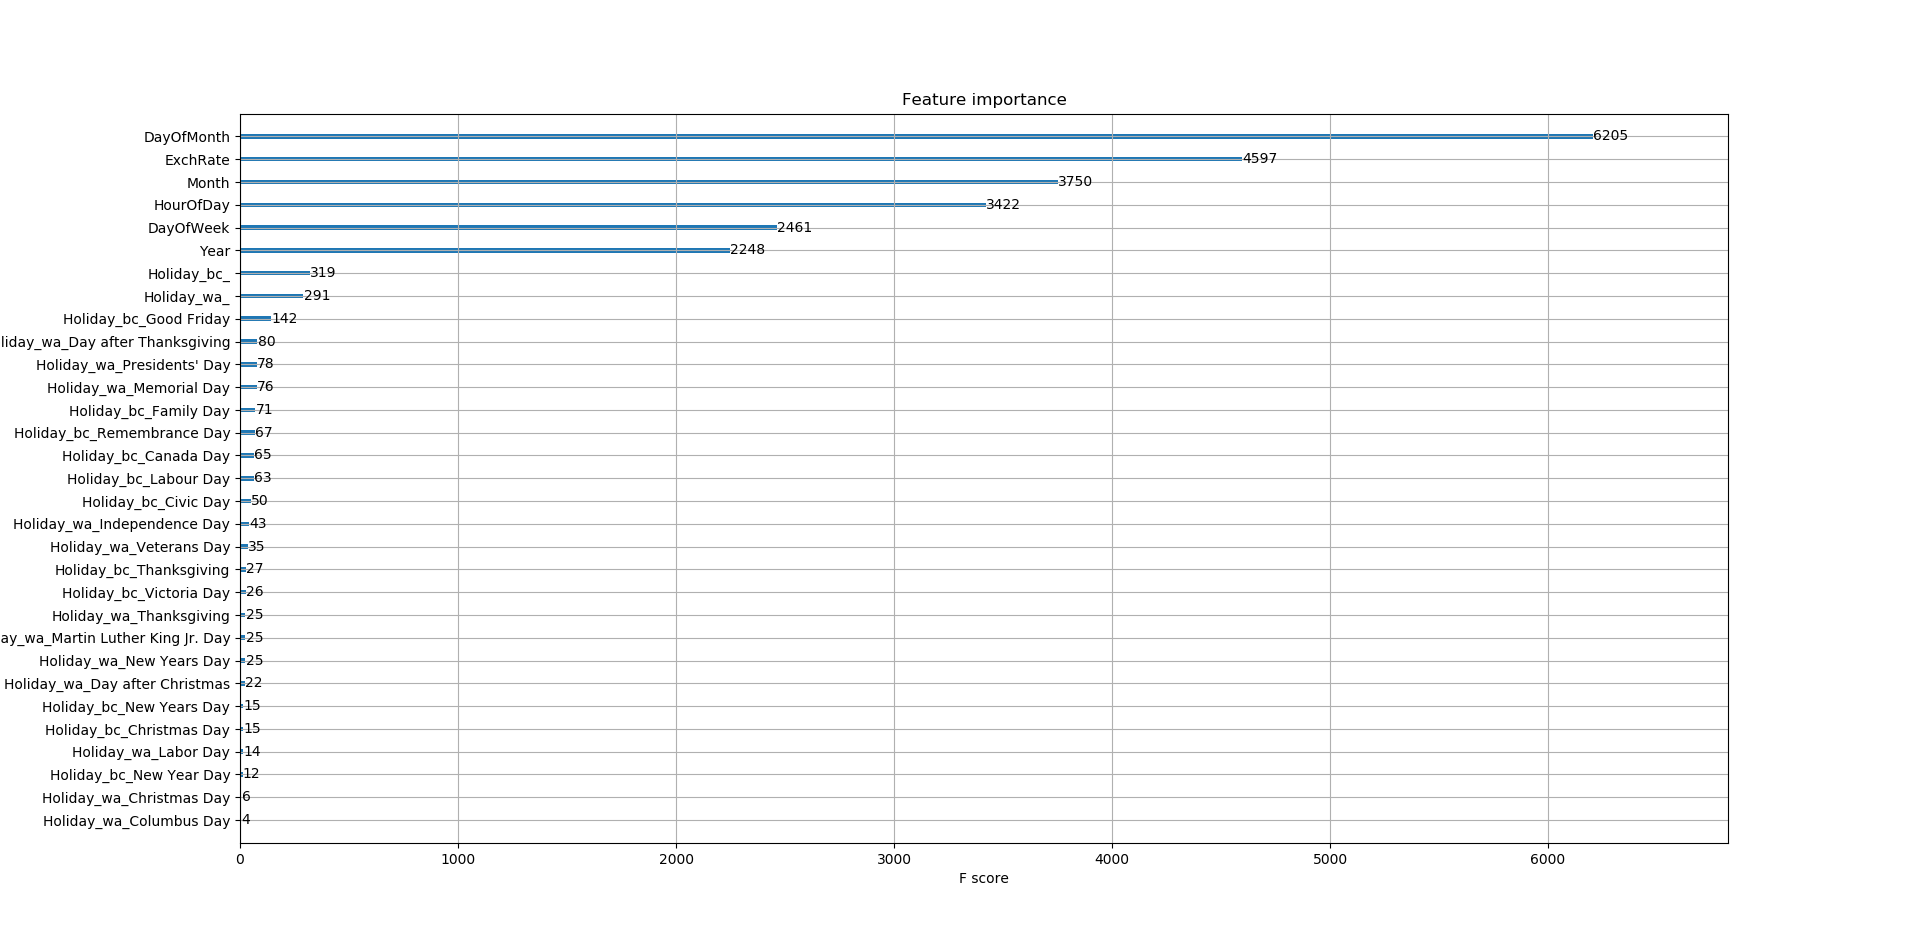 Feature importance
DayOfMonth 6205
ExchRate 4597
Month 3750
HourOfDay 3422
DayOfWeek 2461
Year 2248
Holiday_bc_ 319
Holiday_wa_ 291
Holiday_bc_Good Friday 142
liday_wa_Day after Thanksgiving 80
Holiday_wa_Presidents' Day 78
Holiday_wa_Memorial Day 76
Holiday_bc_Family Day 71
Holiday_bc_Remembrance Day 67
Holiday_bc_Canada Day 65
Holiday_bc_Labour Day 63
Holiday_bc_Civic Day 50
Holiday_wa_Independence Day 43
Holiday_wa_Veterans Day 35
Holiday_bc_Thanksgiving 27
Holiday_bc_Victoria Day 26
Holiday_wa_Thanksgiving 25
ay_wa_Martin Luther King Jr. Day 25
Holiday_wa_New Years Day 25
Holiday_wa_Day after Christmas 22
Holiday_bc_New Years Day 15
Holiday_bc_Christmas Day 15
Holiday_wa_Labor Day 14
Holiday_bc_New Year Day 12
Holiday_wa_Christmas Day 6
Holiday_wa_Columbus Day 4
0 1000 2000 3000 4000 5000 6000
F score